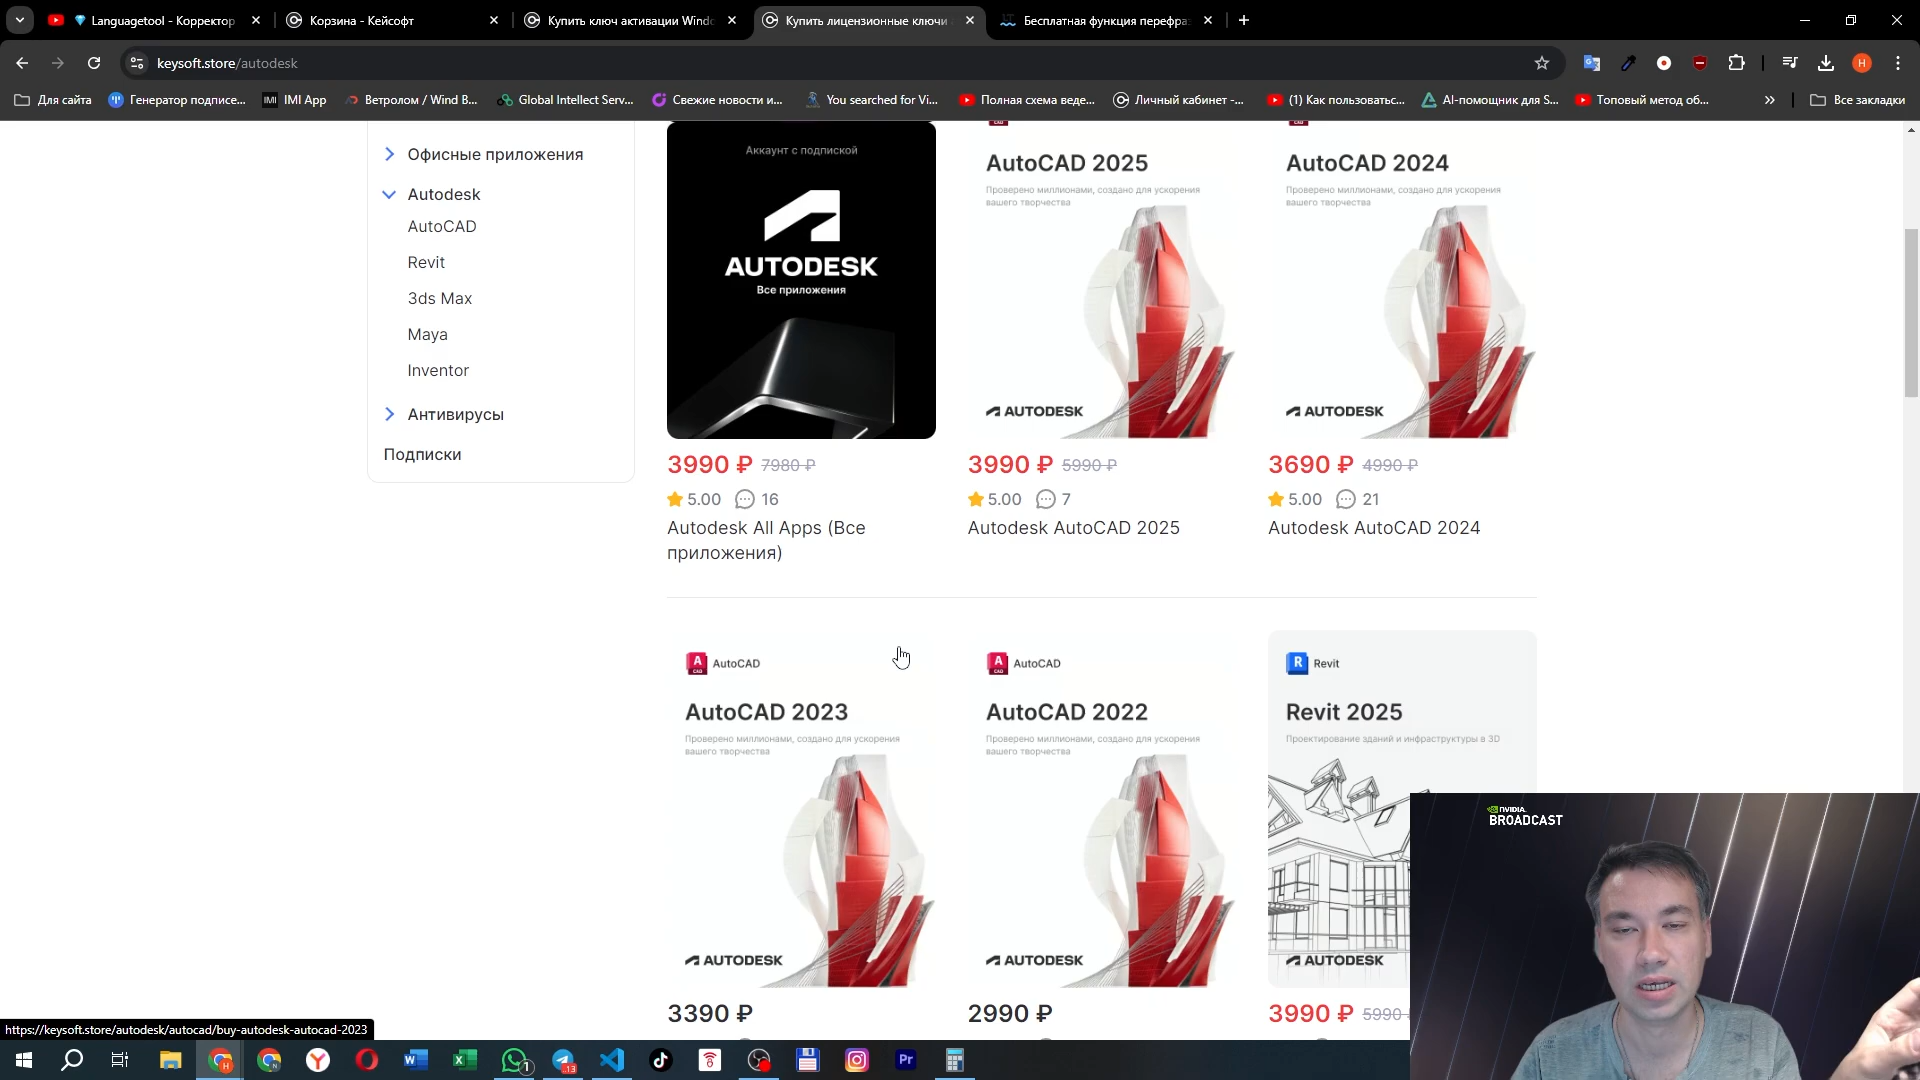 Languagetool - Корректор
Корзина - Кейсофт
Купить ключ активации Windo
Купить лицензионные ключи
Бесплатная функция перефра
keysoft.store/autodesk
Для сайта
Генератор подписе...
IMI App
Ветролом / Wind B...
Global Intellect Serv...
Свежие новости и...
You searched for Vi...
Полная схема веде...
Личный кабинет -...
(1) Как пользоватьс...
AI-помощник для S...
Топовый метод об...
Все закладки
Офисные приложения
Autodesk
AutoCAD
Revit
3ds Max
Maya
Inventor
Антивирусы
Подписки
Аккаунт с подпиской
AUTODESK
Все приложения
3990 ₽ 7980 ₽
5.00 16
Autodesk All Apps (Все
приложения)
AutoCAD 2025
Проверено миллионами, создано для ускорения
вашего творчества
AUTODESK
3990 ₽ 5990 ₽
5.00 7
Autodesk AutoCAD 2025
AutoCAD 2024
Проверено миллионами, создано для ускорения
вашего творчества
AUTODESK
3690 ₽ 4990 ₽
5.00 21
Autodesk AutoCAD 2024
AutoCAD
AutoCAD 2023
Проверено миллионами, создано для ускорения
вашего творчества
AUTODESK
3390 ₽
AutoCAD
AutoCAD 2022
Проверено миллионами, создано для ускорения
вашего творчества
AUTODESK
2990 ₽
Revit
Revit 2025
Проектирование зданий и инфраструктуры в 3D
AUTODESK
3990 ₽ 5990
NVIDIA.
BROADCAST
https://keysoft.store/autodesk/autocad/buy-autodesk-autocad-2023